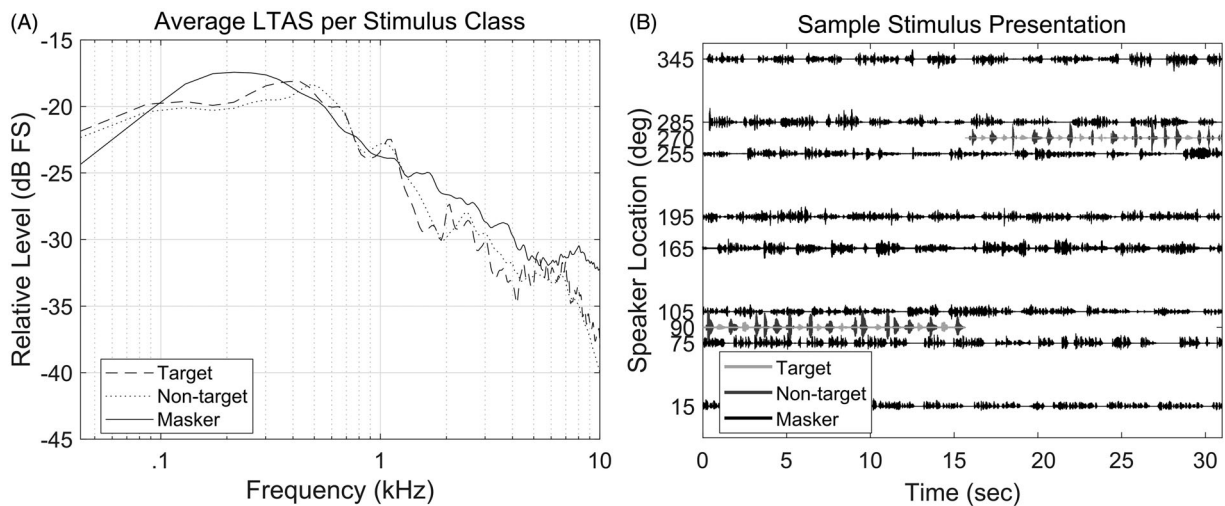 (A)
Average LTAS per Stimulus Class
Relative Level (dB FS)
-15
-20
-25
-30
-35
-40
-45
Target
Non-target
Masker
.1
1
10
Frequency (kHz)
(B)
Sample Stimulus Presentation
Speaker Location (deg)
345
285
270
255
195
165
105
90
75
15
Target
Non-target
Masker
0
5
10
15
20
25
30
Time (sec)